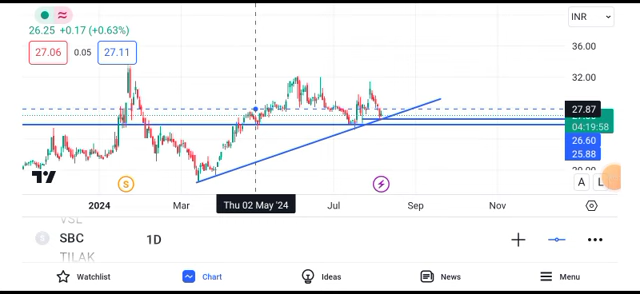 INR
26.25 +0.17 (+0.63%)
27.06 0.05 27.11
36.00
32.00
27.87
04:19:58
26.60
25.88
S
A
2024 Mar Thu 02 May '24 Jul Sep Nov
VSL
SBC 1D
TILAK
Watchlist Chart Ideas News Menu